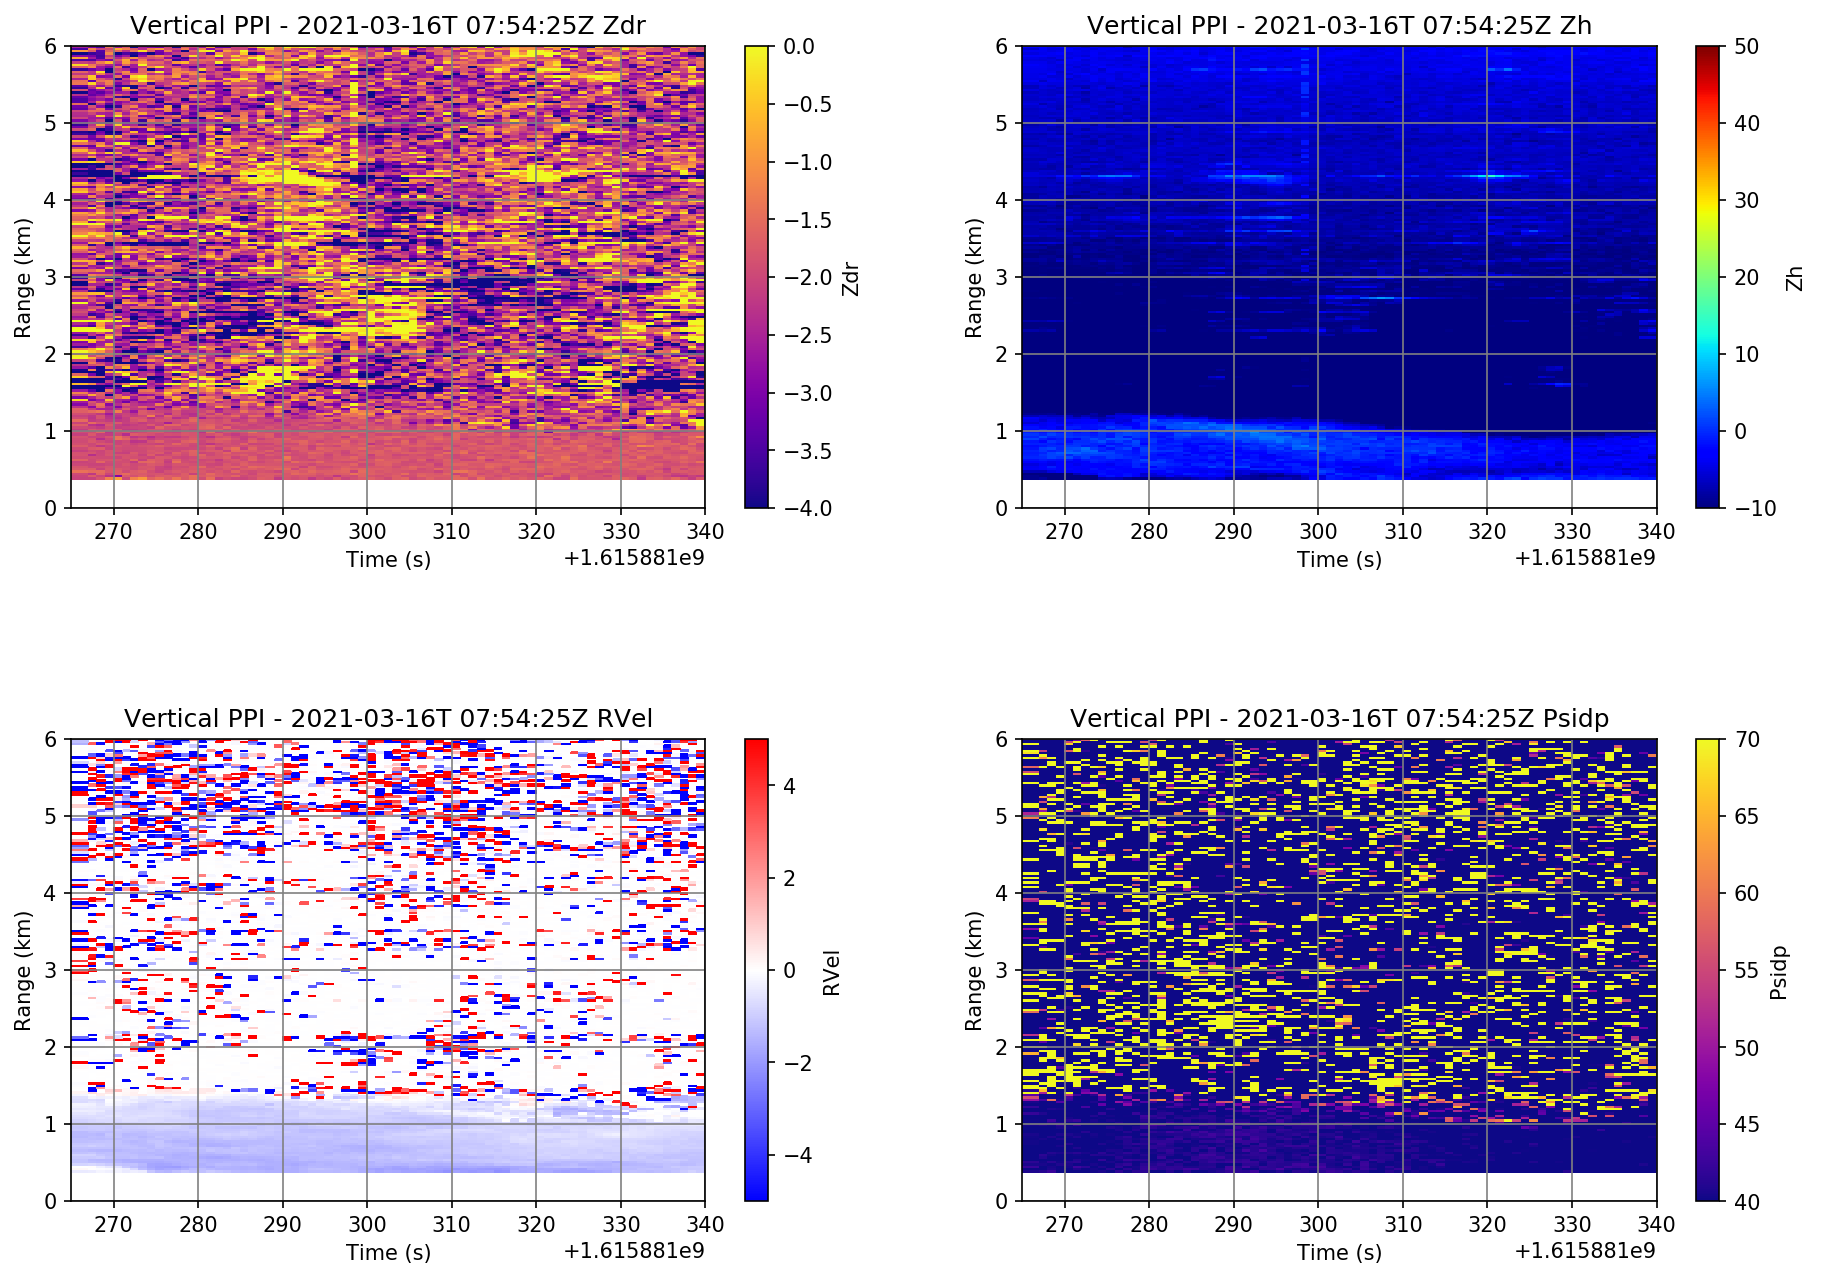 Vertical PPI - 2021-03-16T 07:54:25Z Zdr
6
5
4
3
2
1
0
Range (km)
270 280 290 300 310 320 330 340
Time (s)
+1.615881e9
0.0
−0.5
−1.0
−1.5
−2.0
−2.5
−3.0
−3.5
−4.0
Zdr
Vertical PPI - 2021-03-16T 07:54:25Z Zh
6
5
4
3
2
1
0
Range (km)
270 280 290 300 310 320 330 340
Time (s)
+1.615881e9
50
40
30
20
10
0
−10
Zh
Vertical PPI - 2021-03-16T 07:54:25Z RVel
6
5
4
3
2
1
0
Range (km)
270 280 290 300 310 320 330 340
Time (s)
+1.615881e9
4
2
0
−2
−4
RVel
Vertical PPI - 2021-03-16T 07:54:25Z Psidp
6
5
4
3
2
1
0
Range (km)
270 280 290 300 310 320 330 340
Time (s)
+1.615881e9
70
65
60
55
50
45
40
Psidp